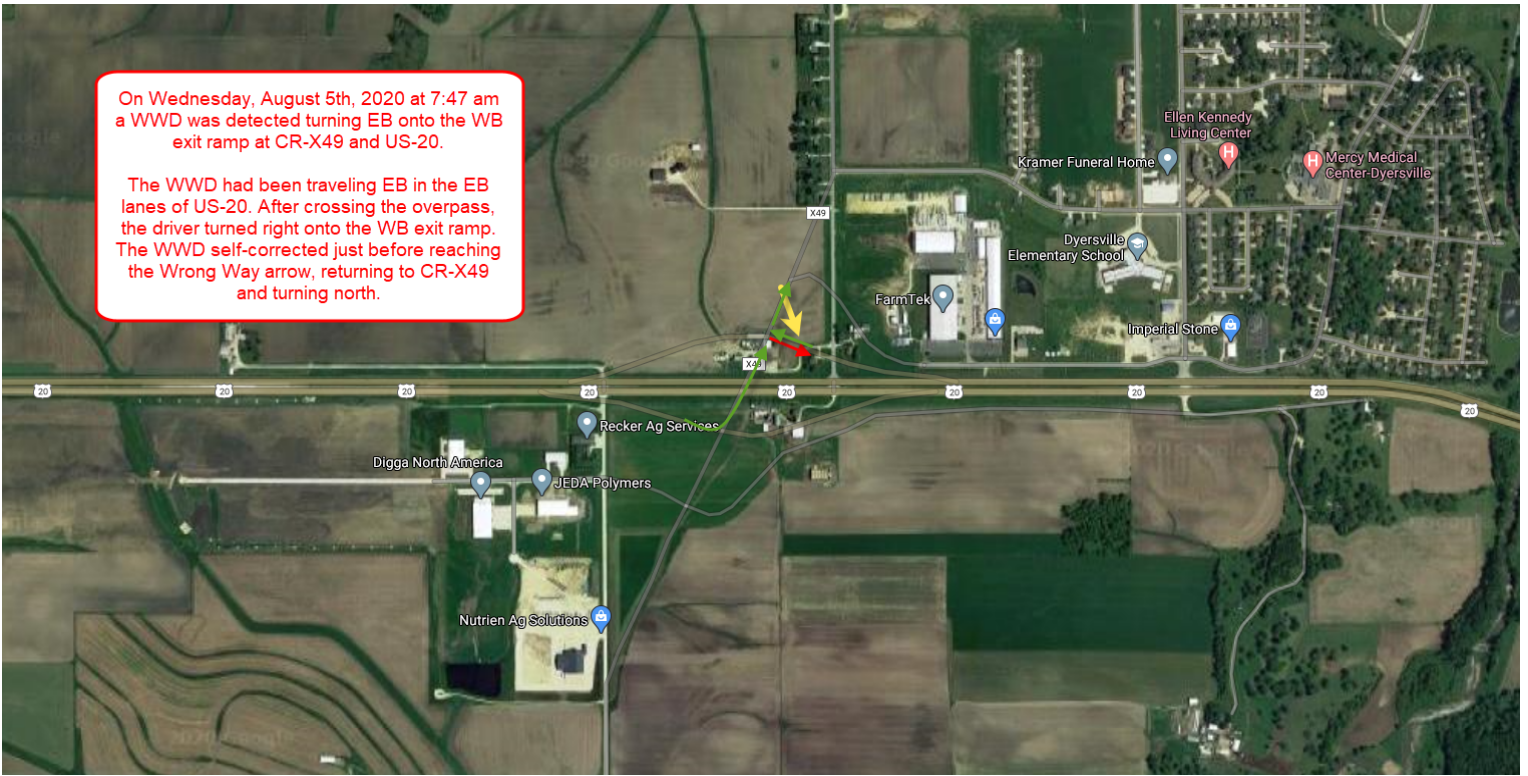 On Wednesday, August 5th, 2020 at 7:47 am
a WWD was detected turning EB onto the WB
exit ramp at CR-X49 and US-20.
The WWD had been traveling EB in the EB
lanes of US-20. After crossing the overpass,
the driver turned right onto the WB exit ramp.
The WWD self-corrected just before reaching
the Wrong Way arrow, returning to CR-X49
and turning north.
Ellen Kennedy
Living Center
Kramer Funeral Home
H
H
Mercy Medical
Center-Dyersville
X49
Dyersville
Elementary School
FarmTek
Imperial Stone
X49
20
20
20
20
20
20
20
20
20
Recker Ag Services
Digga North America
JEDA Polymers
Nutrien Ag Solutions
2020 Google